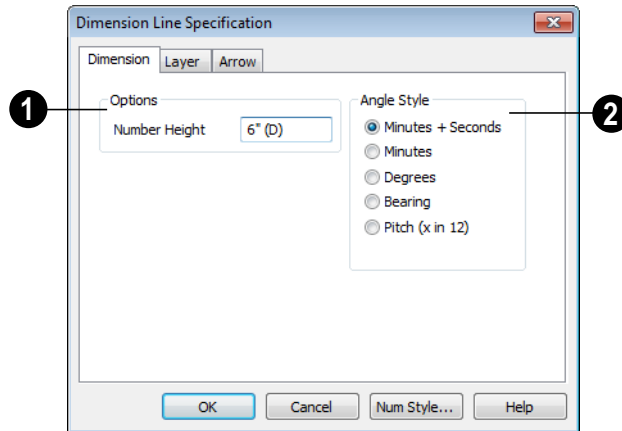 Dimension Line Specification
Dimension Layer Arrow
1 Options
Number Height 6" (D)
Angle Style 2
Minutes + Seconds
Minutes
Degrees
Bearing
Pitch (x in 12)
OK Cancel Num Style... Help